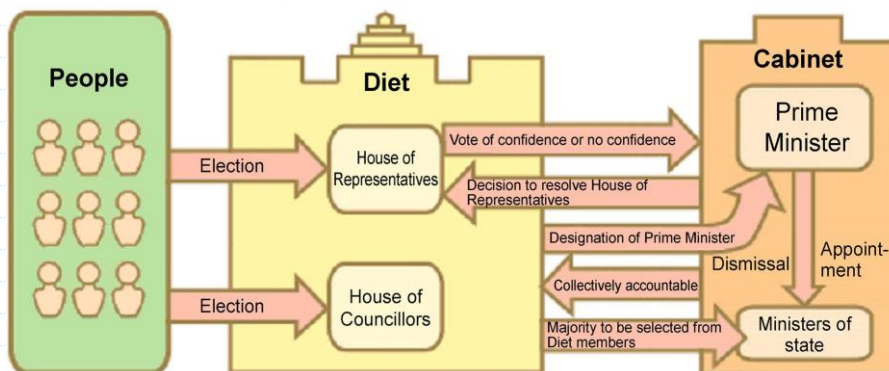 People
Diet
Cabinet
Prime
Minister
House of
Representatives
Vote of confidence or no confidence
Election
Decision to resolve House of
Representatives
Designation of Prime Minister
Dismissal
Appoint-
ment
Collectively accountable
Election
House of
Councillors
Majority to be selected from
Diet members
Ministers of
state